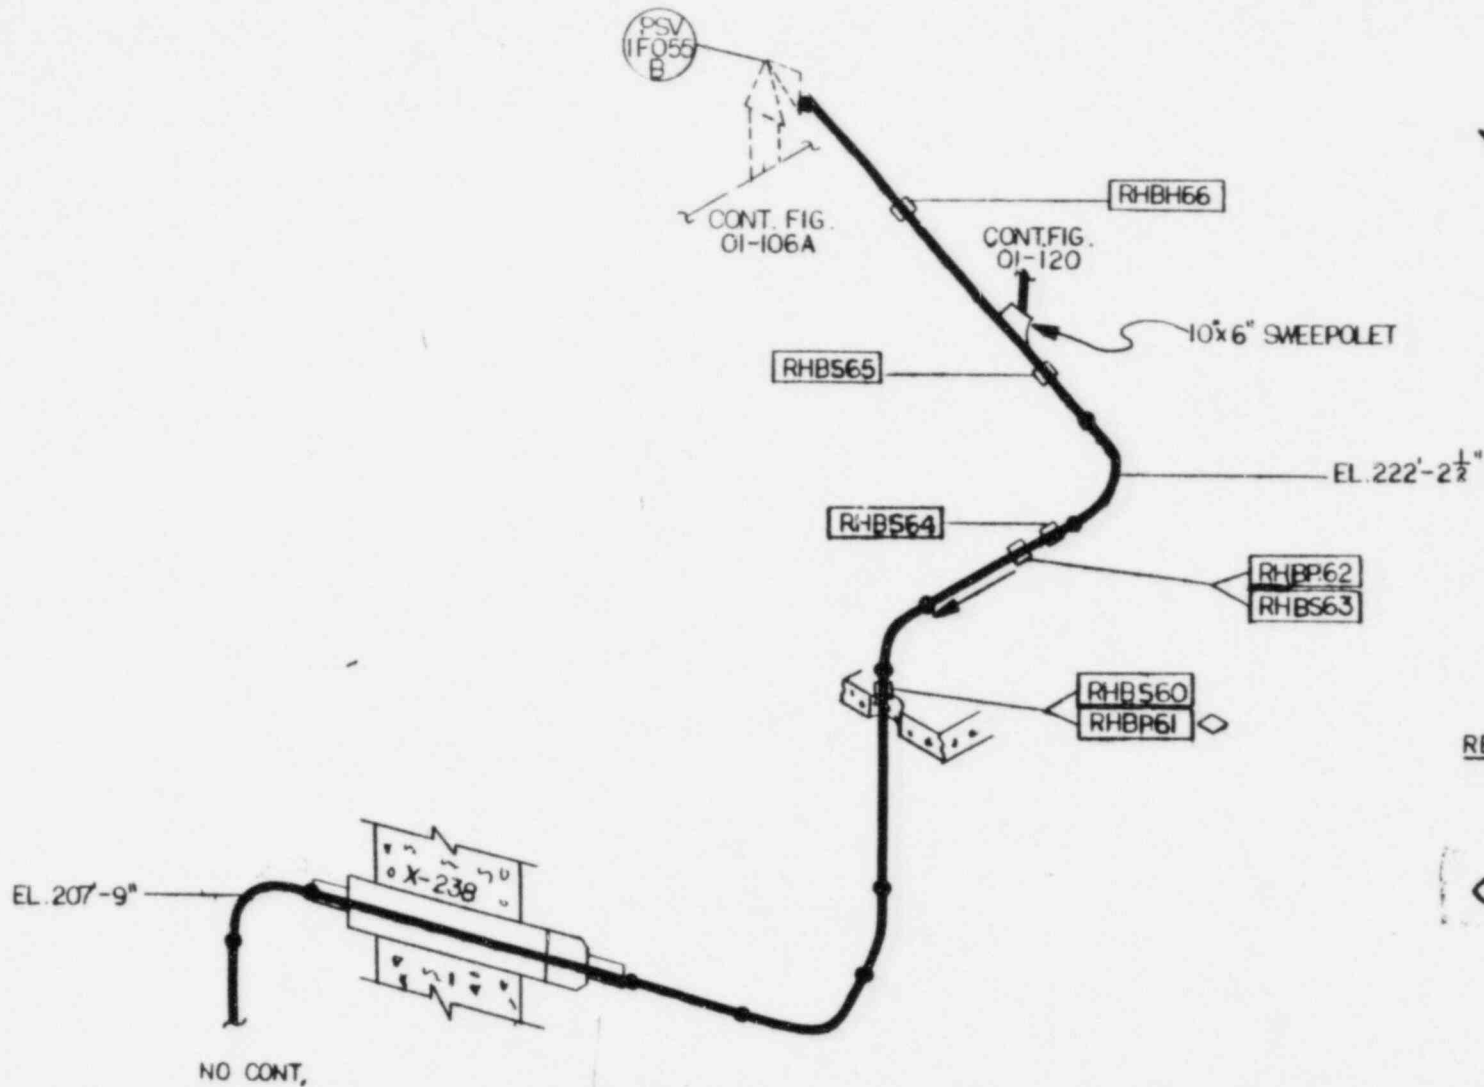 PSV
1F055
B
RHBH66
CONT. FIG.
01-106A
CONT. FIG.
01-120
10"x6" SWEEPOLET
RHBS65
EL. 222'-2½"
RHBS64
RHBP62
RHBS63
RHBS60
RHBP61
X-238
EL. 207'-9"
NO CONT.